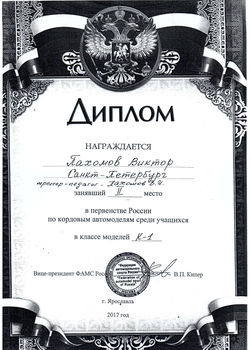 ДИПЛОМ
НАГРАЖДАЕТСЯ
Пахомов Виктор
Санкт-Петербург
тренер-педагог - Пахомов В.И.
занявший II место
в первенстве России
по кордовым автомоделям среди учащихся
в классе моделей К-1
Вице-президент ФАМС России В.П. Кипер
г. Ярославль
2017 год